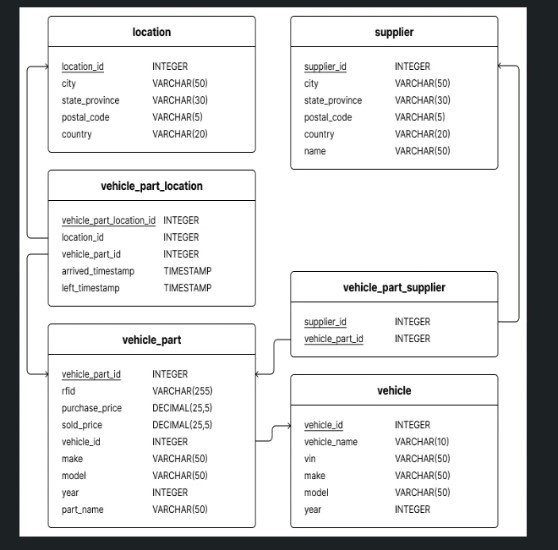 location
location_id INTEGER
city VARCHAR(50)
state_province VARCHAR(30)
postal_code VARCHAR(5)
country VARCHAR(20)
supplier
supplier_id INTEGER
city VARCHAR(50)
state_province VARCHAR(30)
postal_code VARCHAR(5)
country VARCHAR(20)
name VARCHAR(50)
vehicle_part_location
vehicle_part_location_id INTEGER
location_id INTEGER
vehicle_part_id INTEGER
arrived_timestamp TIMESTAMP
left_timestamp TIMESTAMP
vehicle_part_supplier
supplier_id INTEGER
vehicle_part_id INTEGER
vehicle_part
vehicle_part_id INTEGER
rfid VARCHAR(255)
purchase_price DECIMAL(25,5)
sold_price DECIMAL(25,5)
vehicle_id INTEGER
make VARCHAR(50)
model VARCHAR(50)
year INTEGER
part_name VARCHAR(50)
vehicle
vehicle_id INTEGER
vehicle_name VARCHAR(10)
vin VARCHAR(50)
make VARCHAR(50)
model VARCHAR(50)
year INTEGER